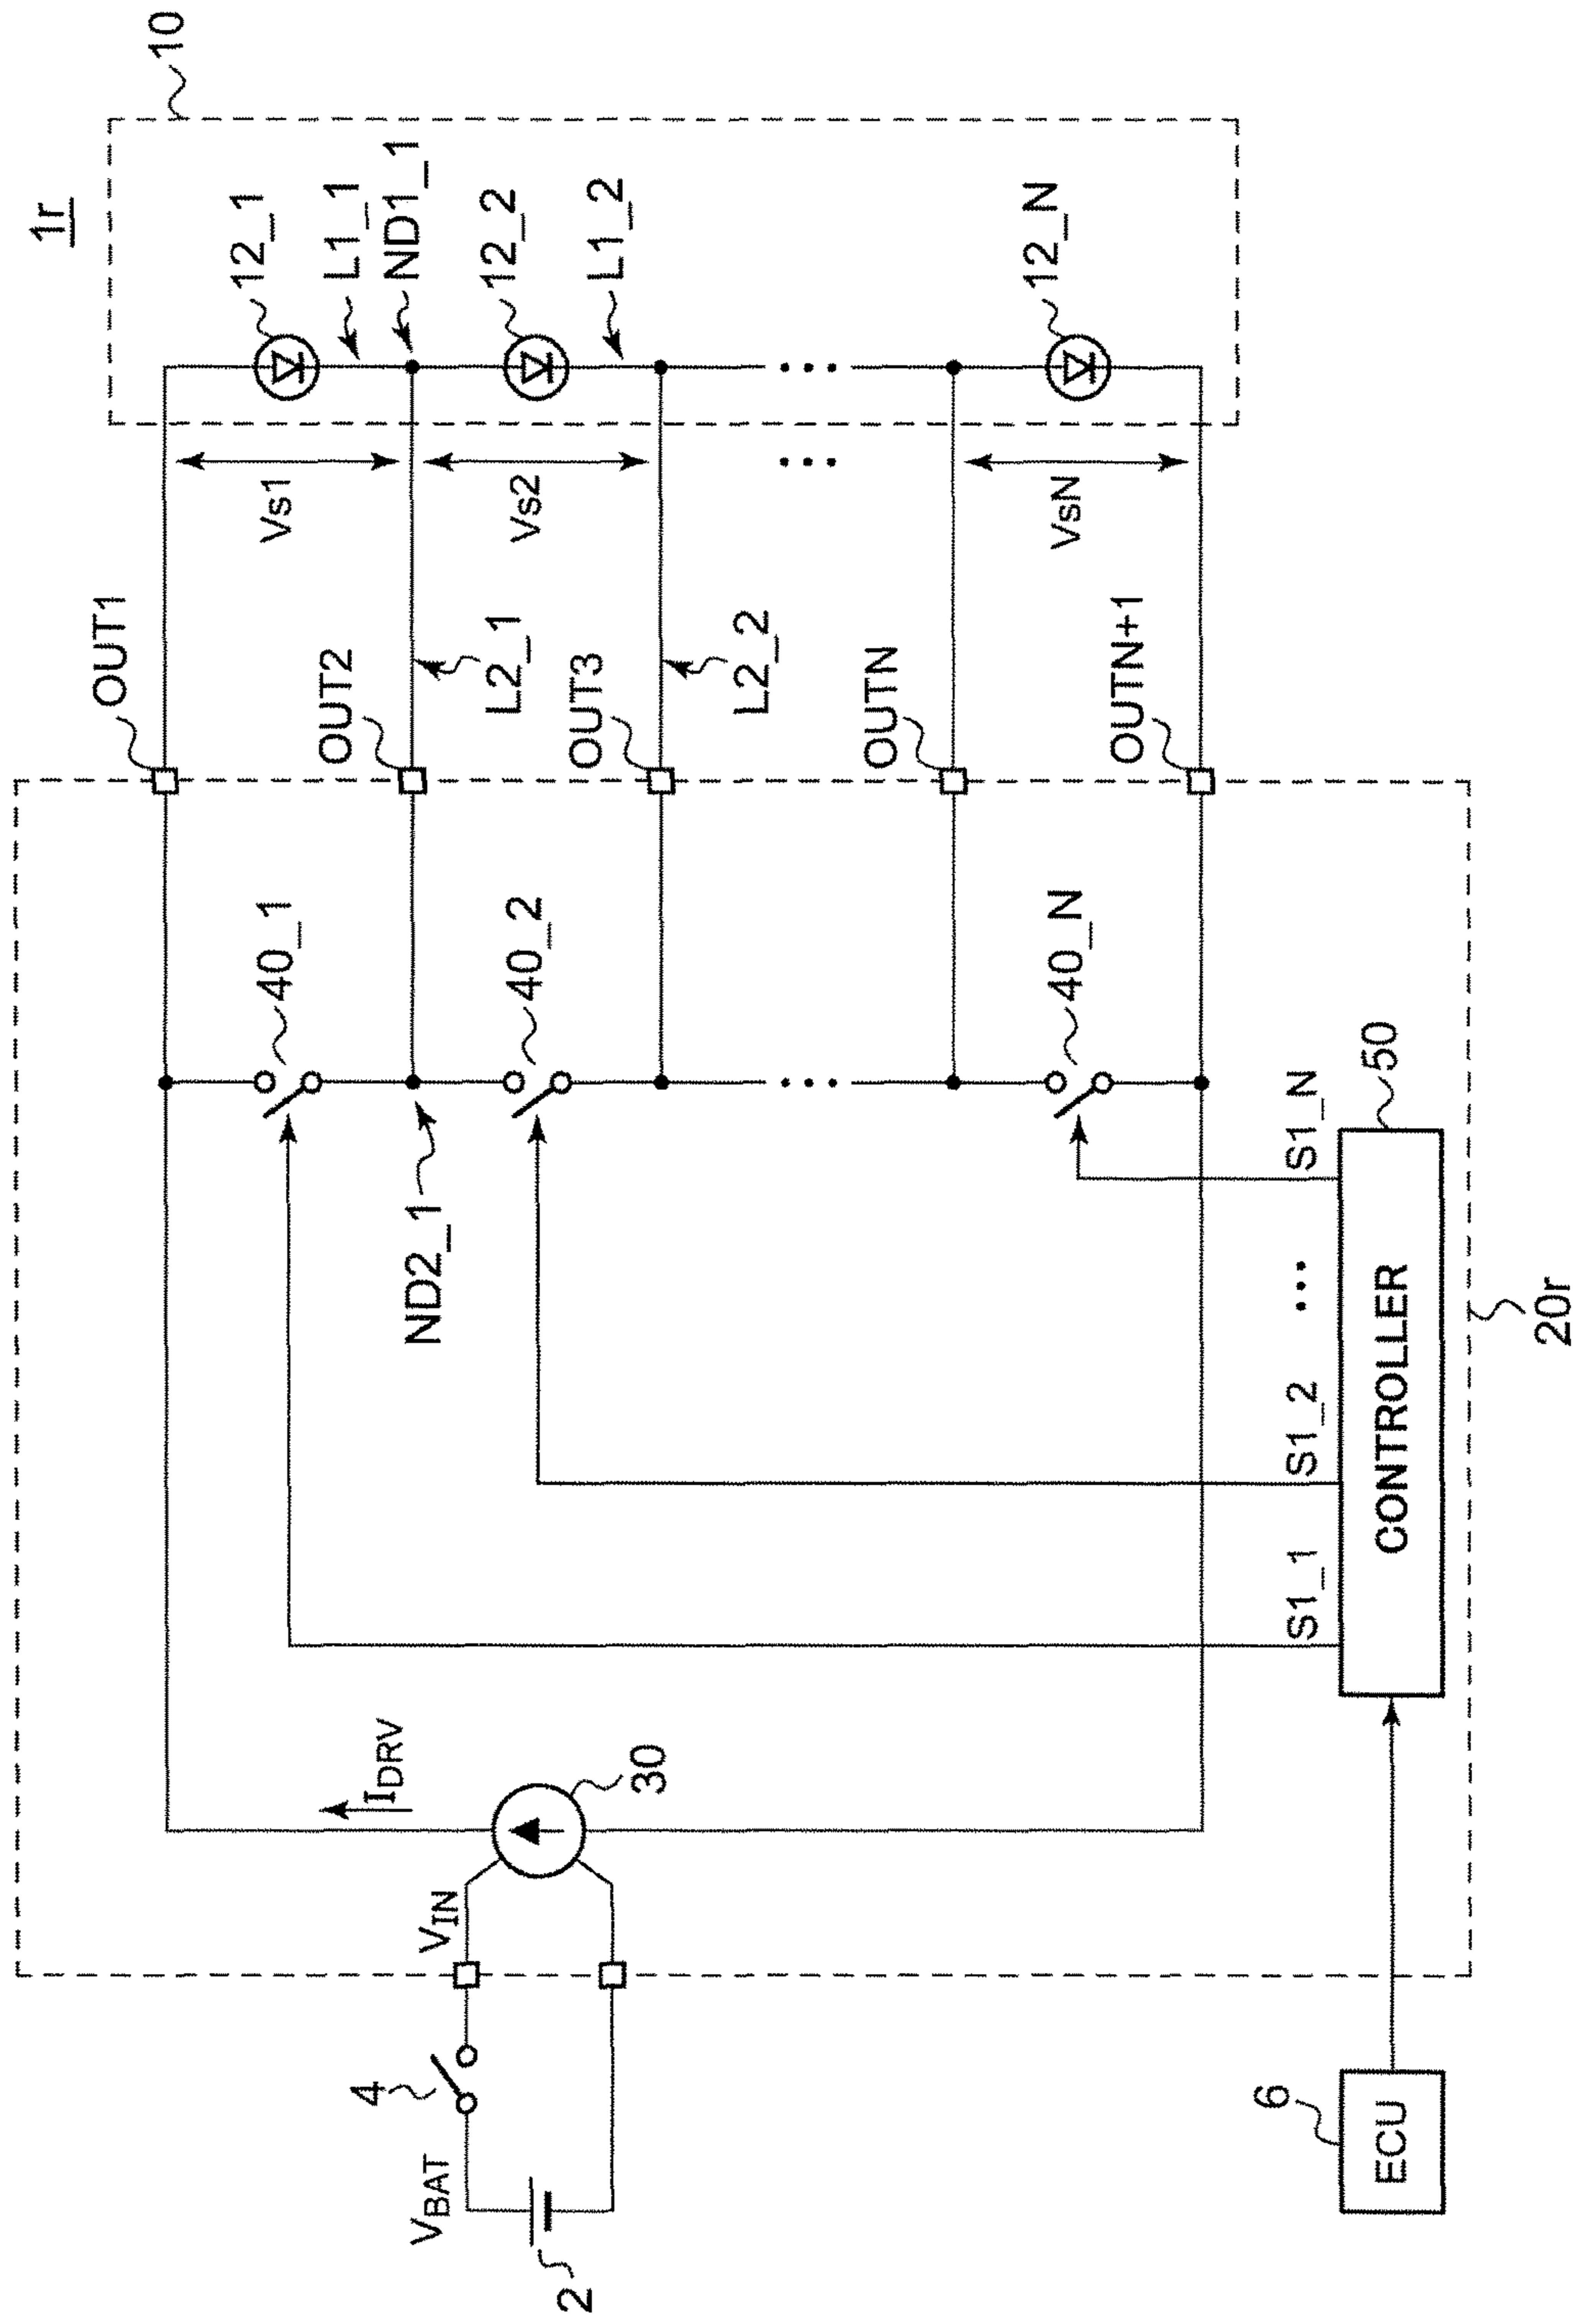 1r
10
12_1
L1_1
ND1_1
12_2
L1_2
12_N
Vs1
Vs2
VsN
OUT1
OUT2
L2_1
OUT3
L2_2
OUTN
OUTN+1
40_1
40_2
40_N
ND2_1
50
S1_1
S1_2
S1_N
CONTROLLER
20r
IDRV
30
VIN
4
VBAT
2
6
ECU